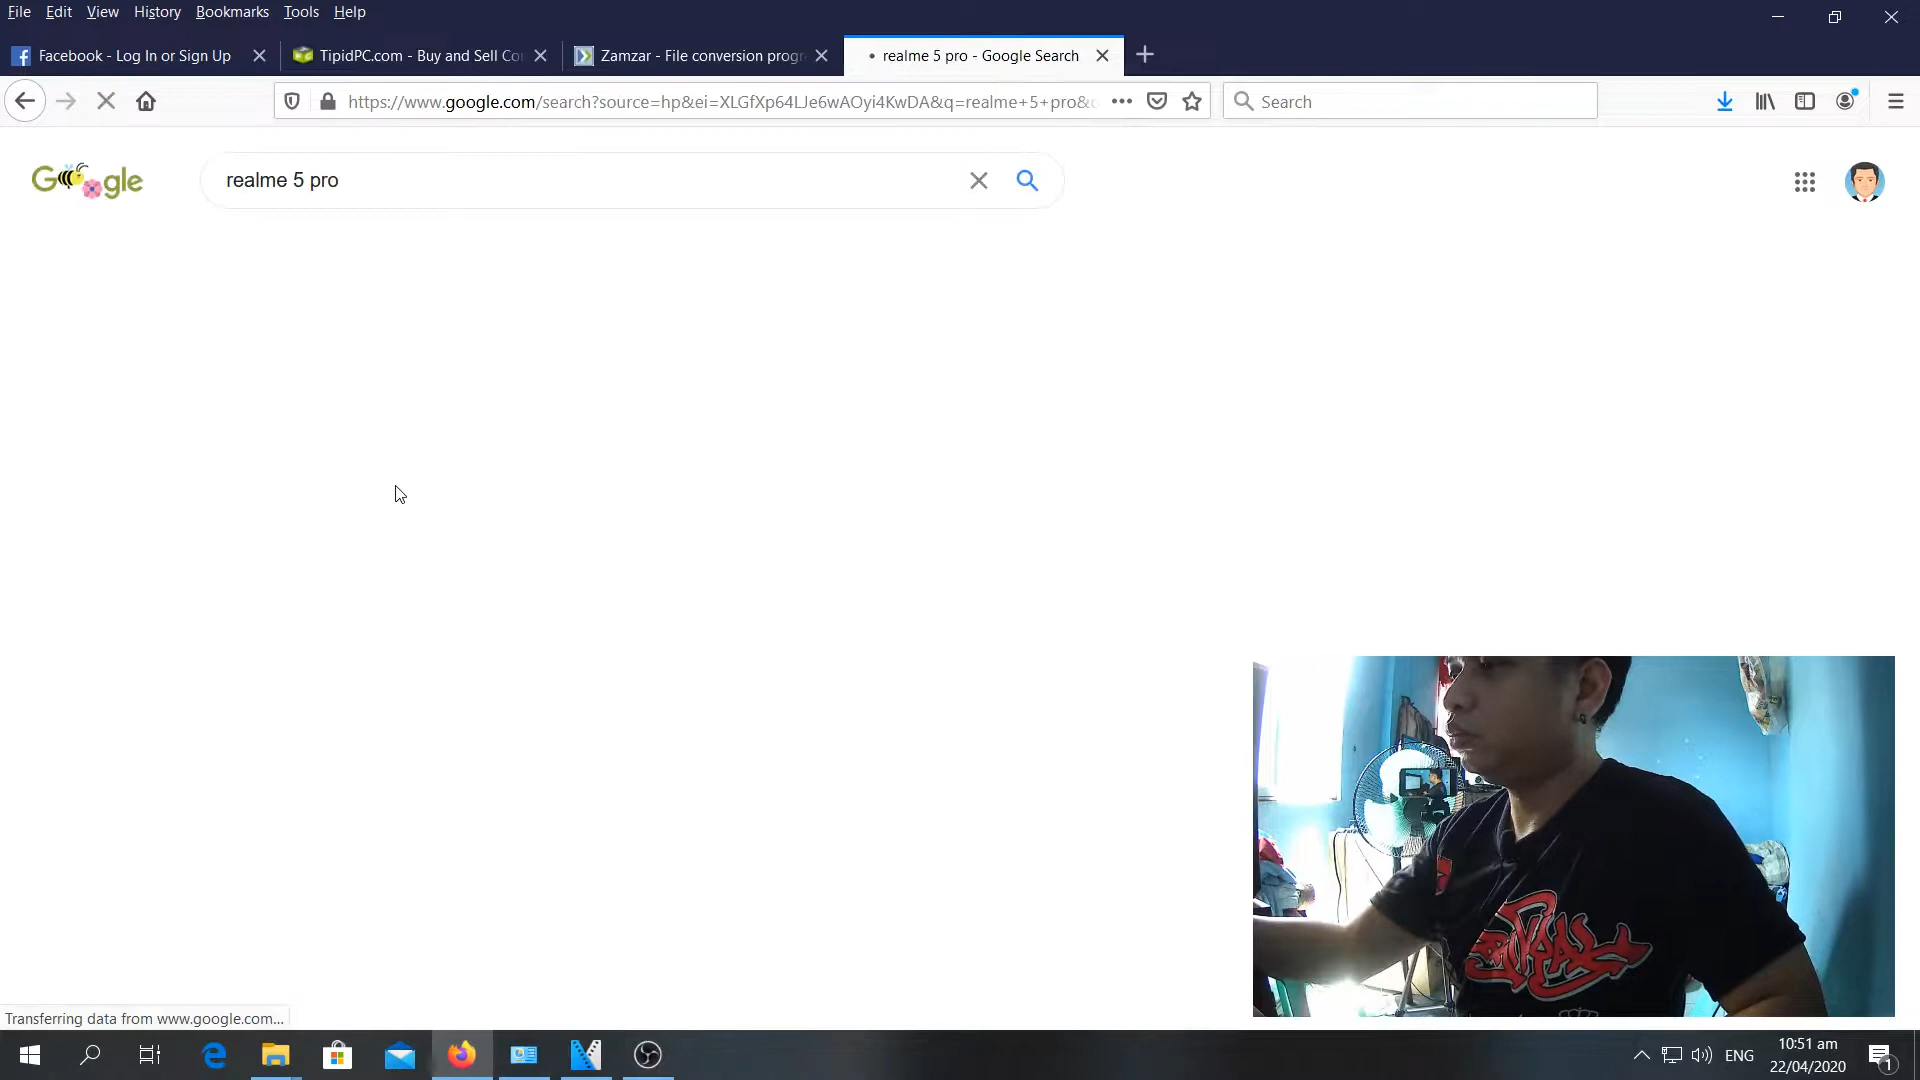 File Edit View History Bookmarks Tools Help
Facebook - Log In or Sign Up
TipidPC.com - Buy and Sell Co
Zamzar - File conversion progr
realme 5 pro - Google Search
https://www.google.com/search?source=hp&ei=XLGfXp64LJe6wAOyi4KwDA&q=realme+5+pro&
Search
Google
realme 5 pro
Transferring data from www.google.com...
ENG
10:51 am
22/04/2020
1